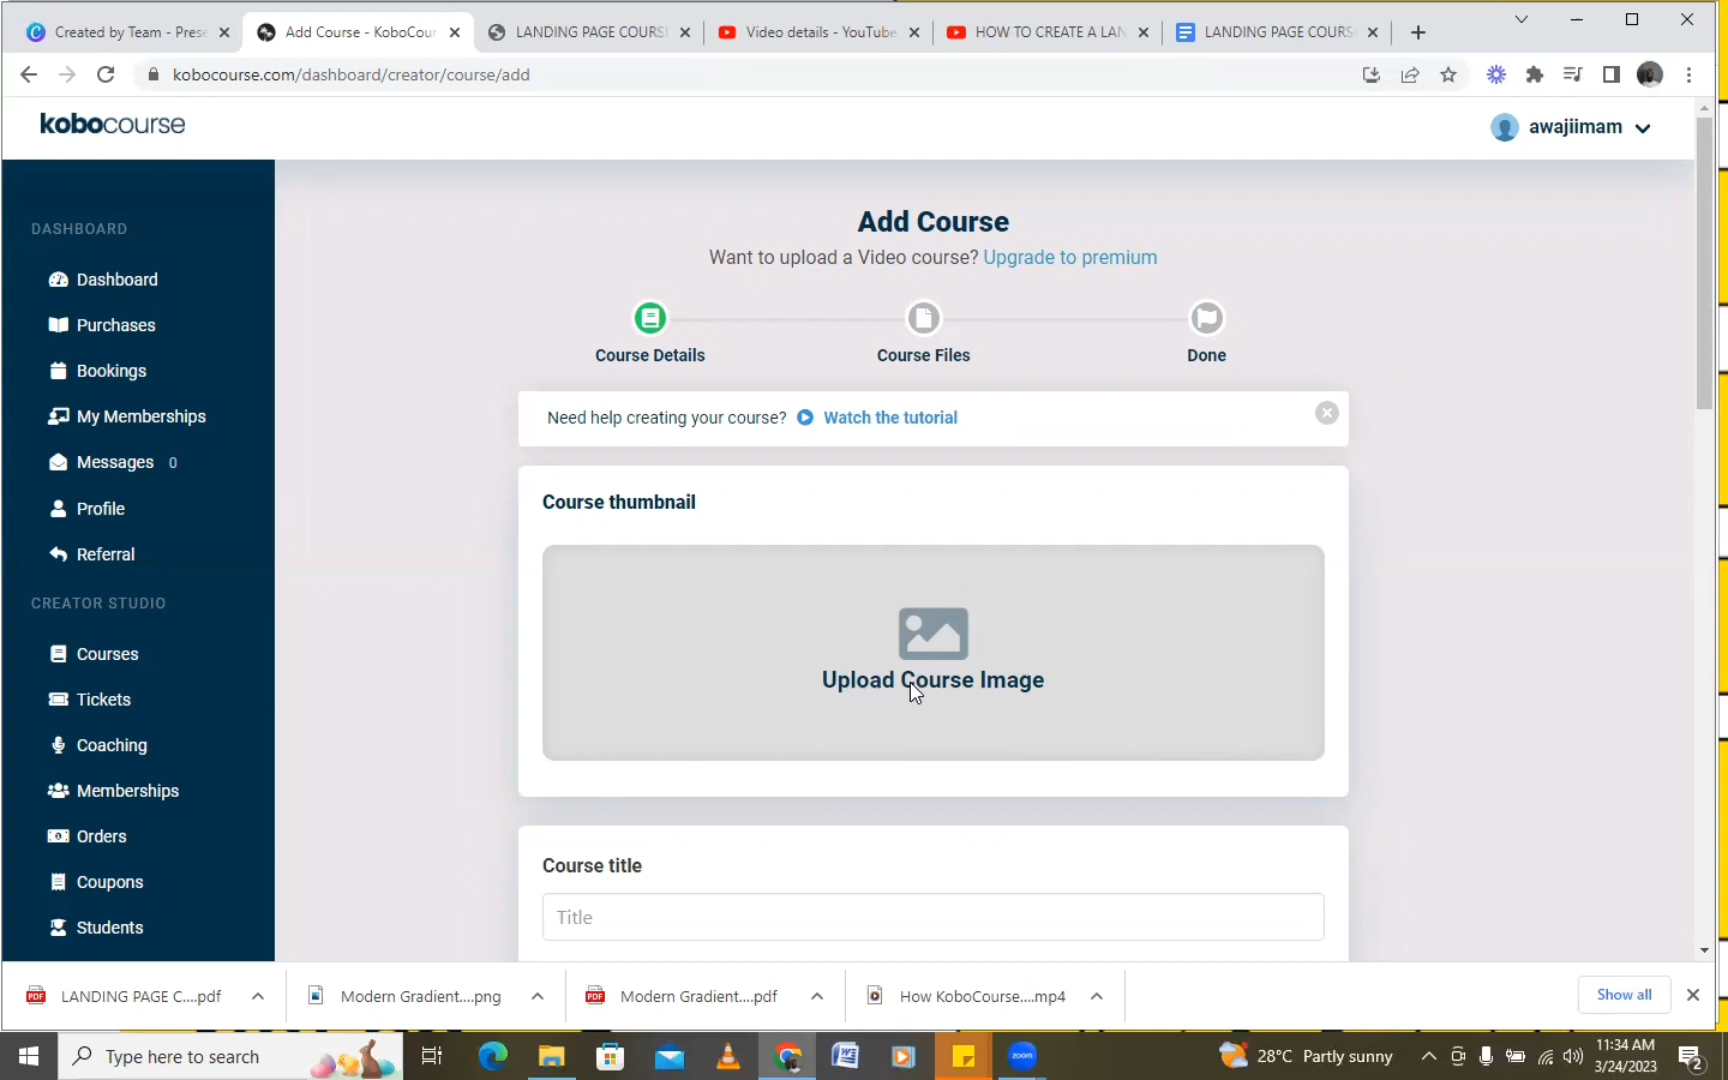 Created by Team - Prese
Add Course - KoboCour
LANDING PAGE COURS
Video details - YouTube
HOW TO CREATE A LAN
LANDING PAGE COURS
kobocourse.com/dashboard/creator/course/add
kobocourse
awajiimam
DASHBOARD
Dashboard
Purchases
Bookings
My Memberships
Messages 0
Profile
Referral
CREATOR STUDIO
Courses
Tickets
Coaching
Memberships
Orders
Coupons
Students
Add Course
Want to upload a Video course? Upgrade to premium
Course Details
Course Files
Done
Need help creating your course? Watch the tutorial
Course thumbnail
Upload Course Image
Course title
Title
LANDING PAGE C....pdf
Modern Gradient....png
Modern Gradient....pdf
How KoboCourse....mp4
Show all
Type here to search
zoom
28°C Partly sunny
11:34 AM
3/24/2023
2